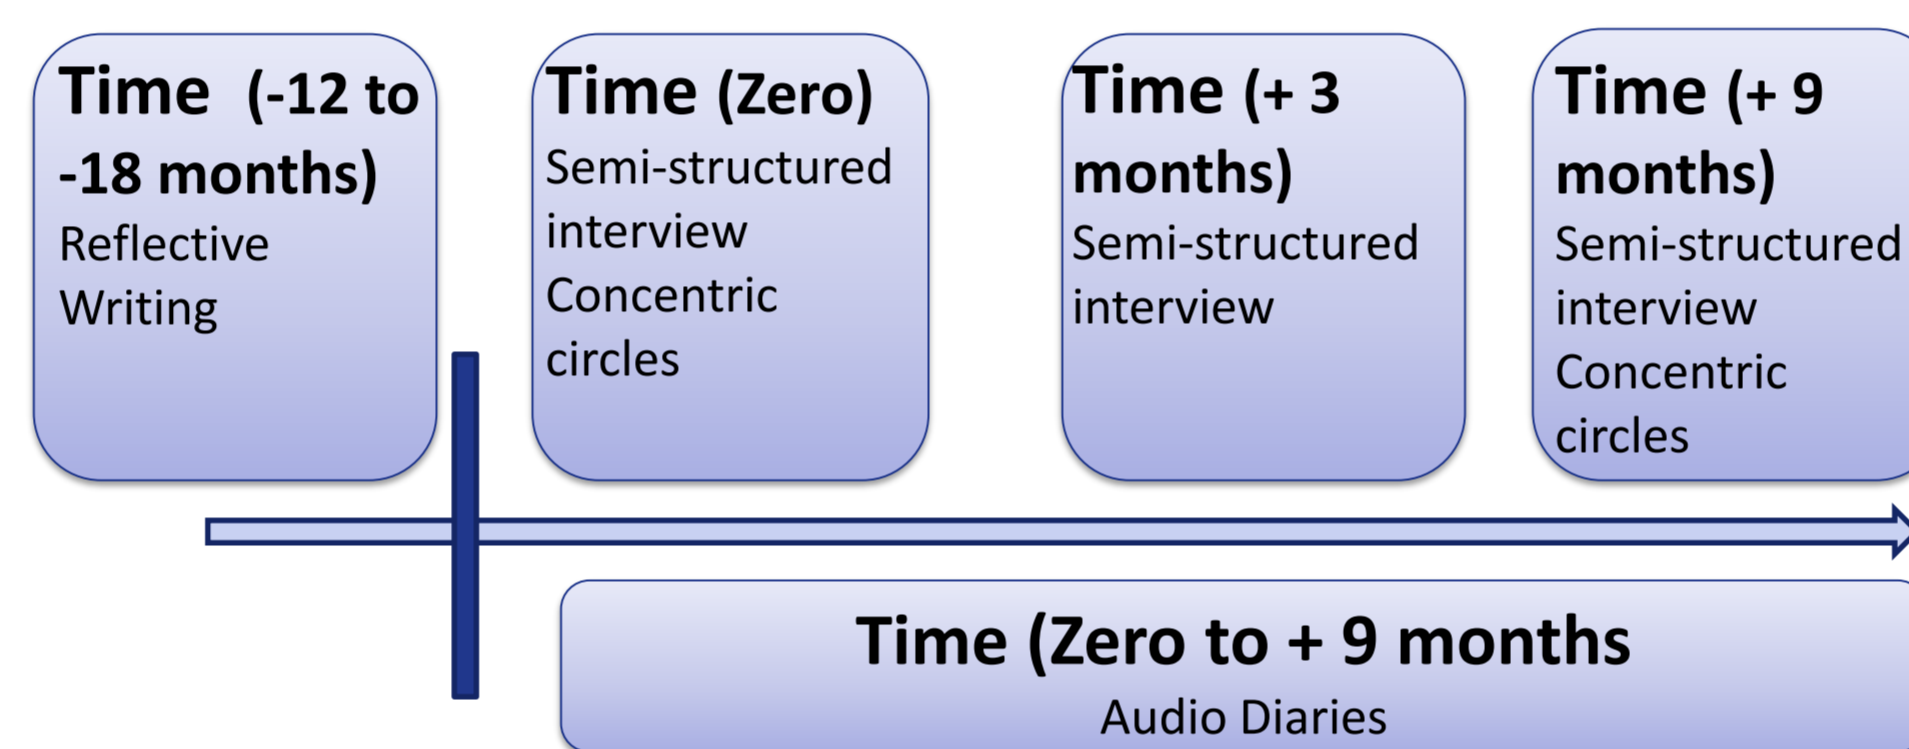 Time (-12 to
-18 months)
Reflective
Writing
Time (Zero)
Semi-structured
interview
Concentric
circles
Time (+ 3
months)
Semi-structured
interview
Time (+ 9
months)
Semi-structured
interview
Concentric
circles
Time (Zero to + 9 months
Audio Diaries